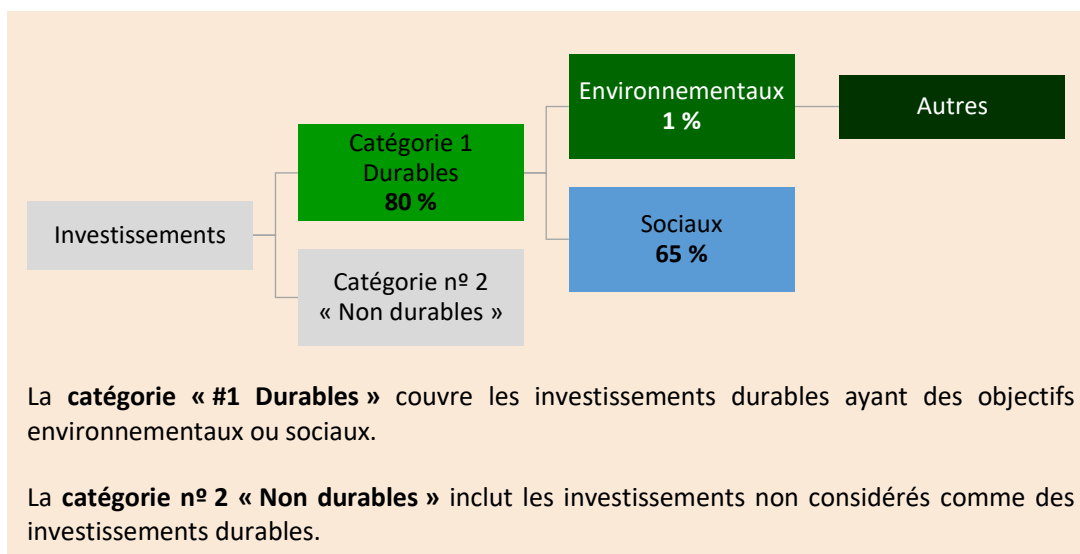 Investissements
Catégorie 1
Durables
80 %
Catégorie nº 2
« Non durables »
Environnementaux
1 %
Sociaux
65 %
Autres
La catégorie « #1 Durables » couvre les investissements durables ayant des objectifs
environnementaux ou sociaux.
La catégorie nº 2 « Non durables » inclut les investissements non considérés comme des
investissements durables.